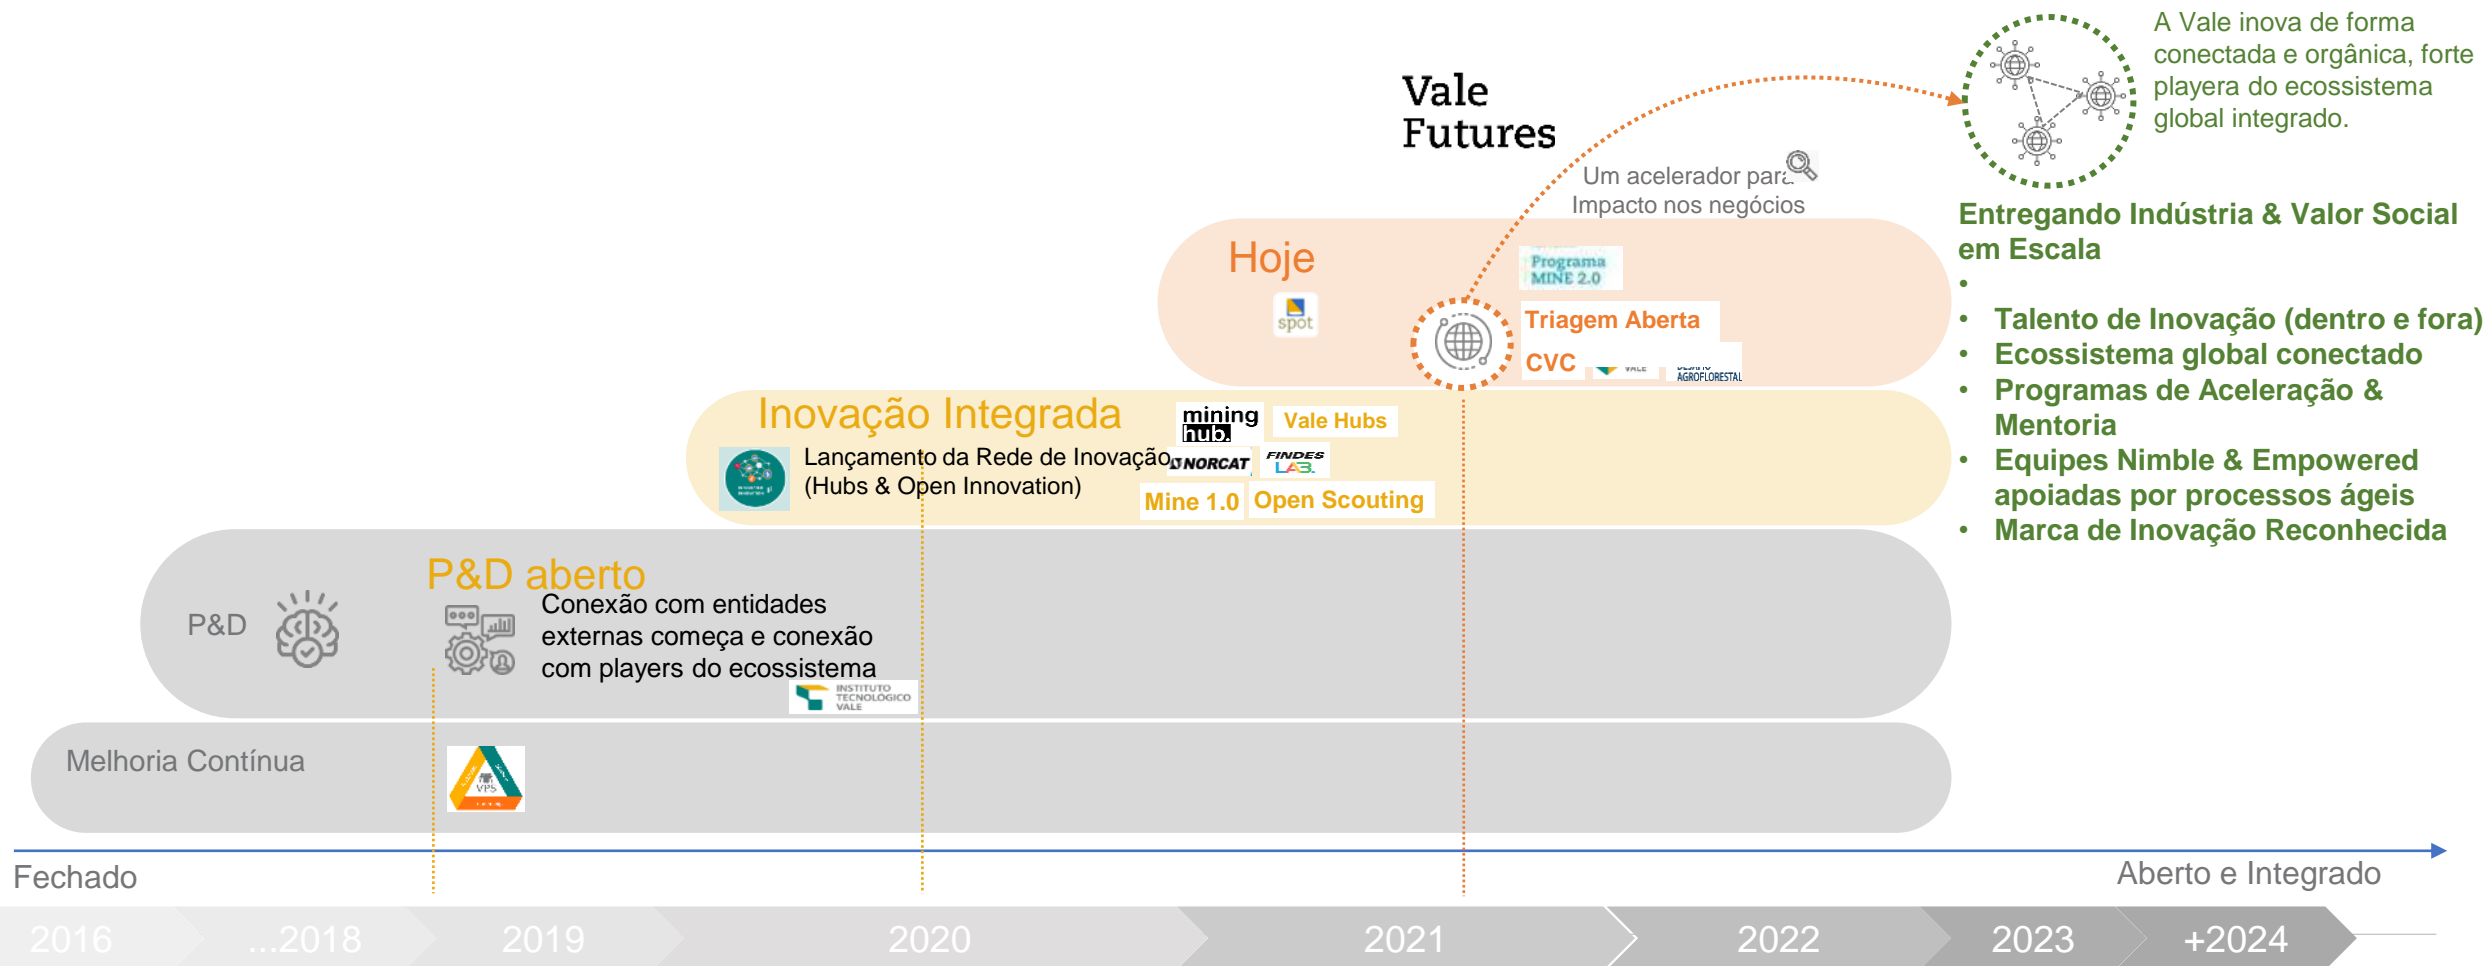 A Vale inova de forma
conectada e orgânica, forte
playera do ecossistema
global integrado.
Vale
Futures
Um acelerador para
Impacto nos negócios
Entregando Indústria & Valor Social
em Escala
•
• Talento de Inovação (dentro e fora)
• Ecossistema global conectado
• Programas de Aceleração &
Mentoria
• Equipes Nimble & Empowered
apoiadas por processos ágeis
• Marca de Inovação Reconhecida
Hoje
spot
Programa
MINE 2.0
Triagem Aberta
CVC
VALE
AGROFLORESTAL
Inovação Integrada
Lançamento da Rede de Inovação
(Hubs & Open Innovation)
mining
hub.
Vale Hubs
NORCAT
FINDES
LAB.
Mine 1.0
Open Scouting
P&D aberto
P&D
Conexão com entidades
externas começa e conexão
com players do ecossistema
INSTITUTO
TECNOLÓGICO
VALE
Melhoria Contínua
VPS
Fechado
Aberto e Integrado
2016
...2018
2019
2020
2021
2022
2023
+2024